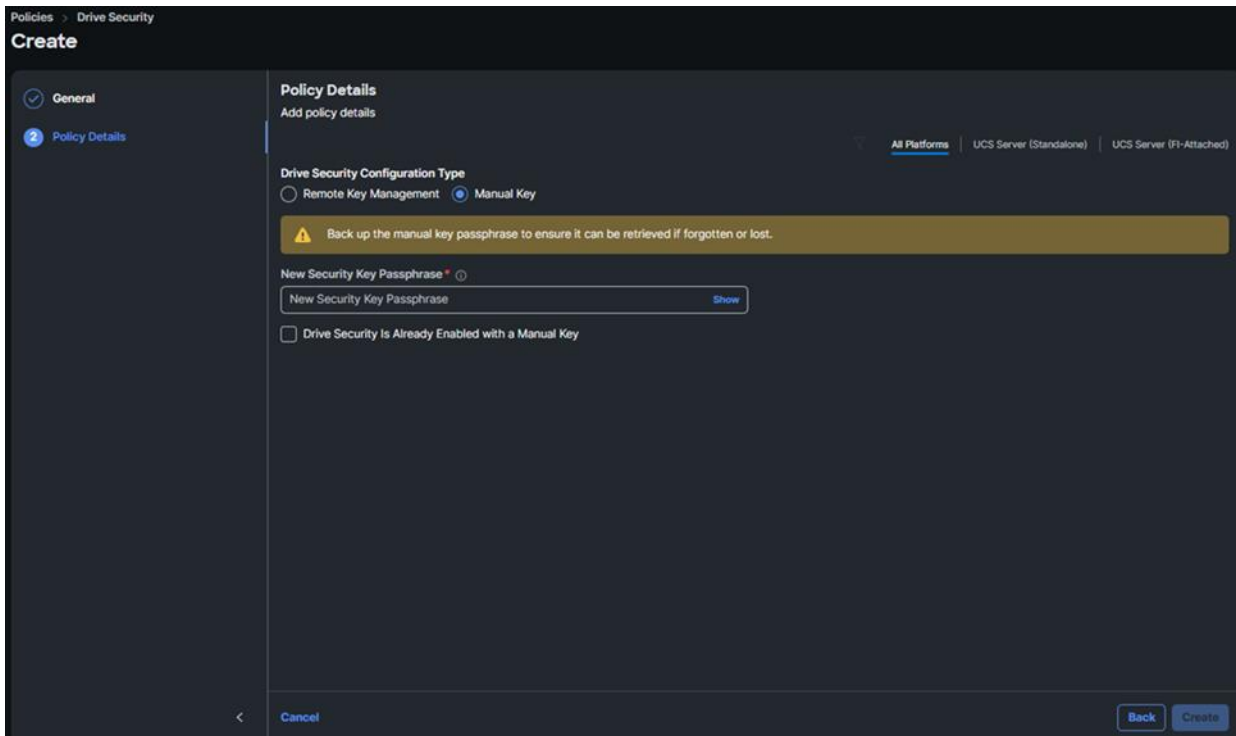 Policies > Drive Security
Create
General
2 Policy Details
Policy Details
Add policy details
All Platforms | UCS Server (Standalone) | UCS Server (FI-Attached)
Drive Security Configuration Type
Remote Key Management Manual Key
Back up the manual key passphrase to ensure it can be retrieved if forgotten or lost.
New Security Key Passphrase *
New Security Key Passphrase Show
Drive Security Is Already Enabled with a Manual Key
Cancel Back Create